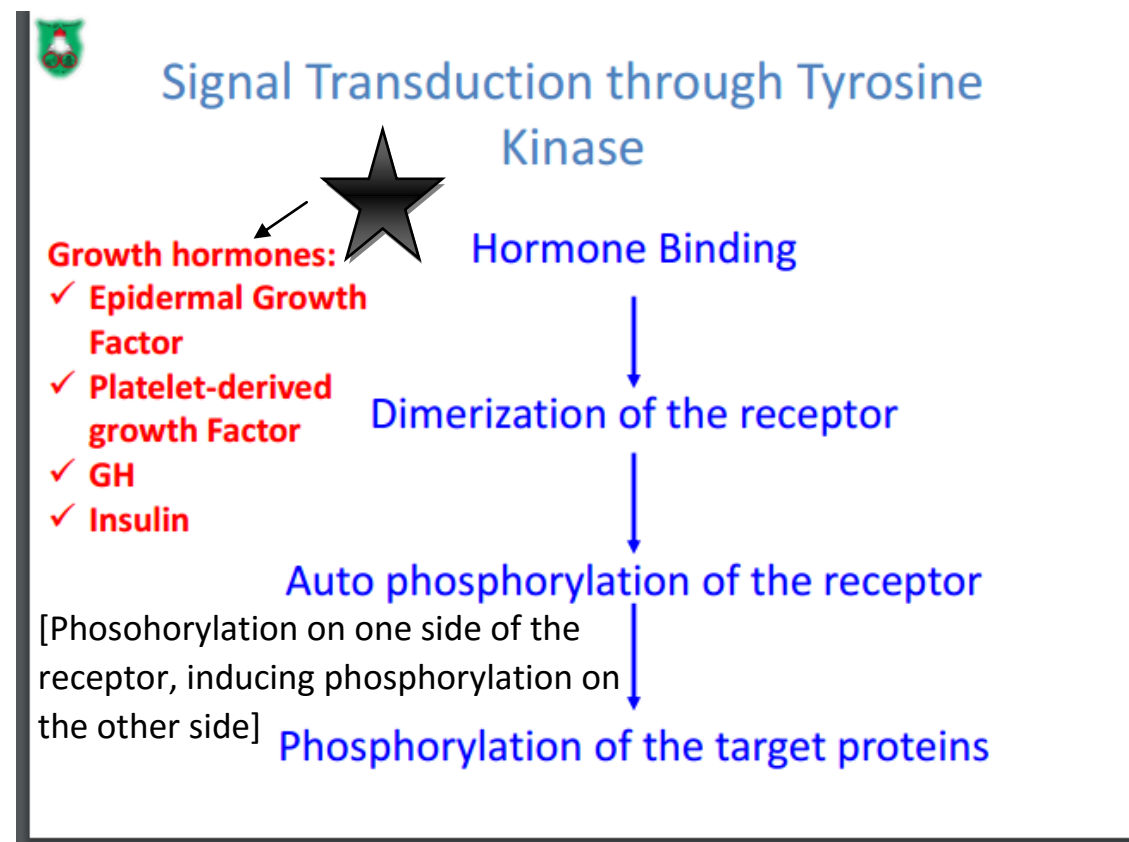 Signal Transduction through Tyrosine
Kinase
Growth hormones:
✓ Epidermal Growth
Factor
✓ Platelet-derived
growth Factor
✓ GH
✓ Insulin
Hormone Binding
Dimerization of the receptor
Auto phosphorylation of the receptor
[Phosohorylation on one side of the
receptor, inducing phosphorylation on
the other side]
Phosphorylation of the target proteins